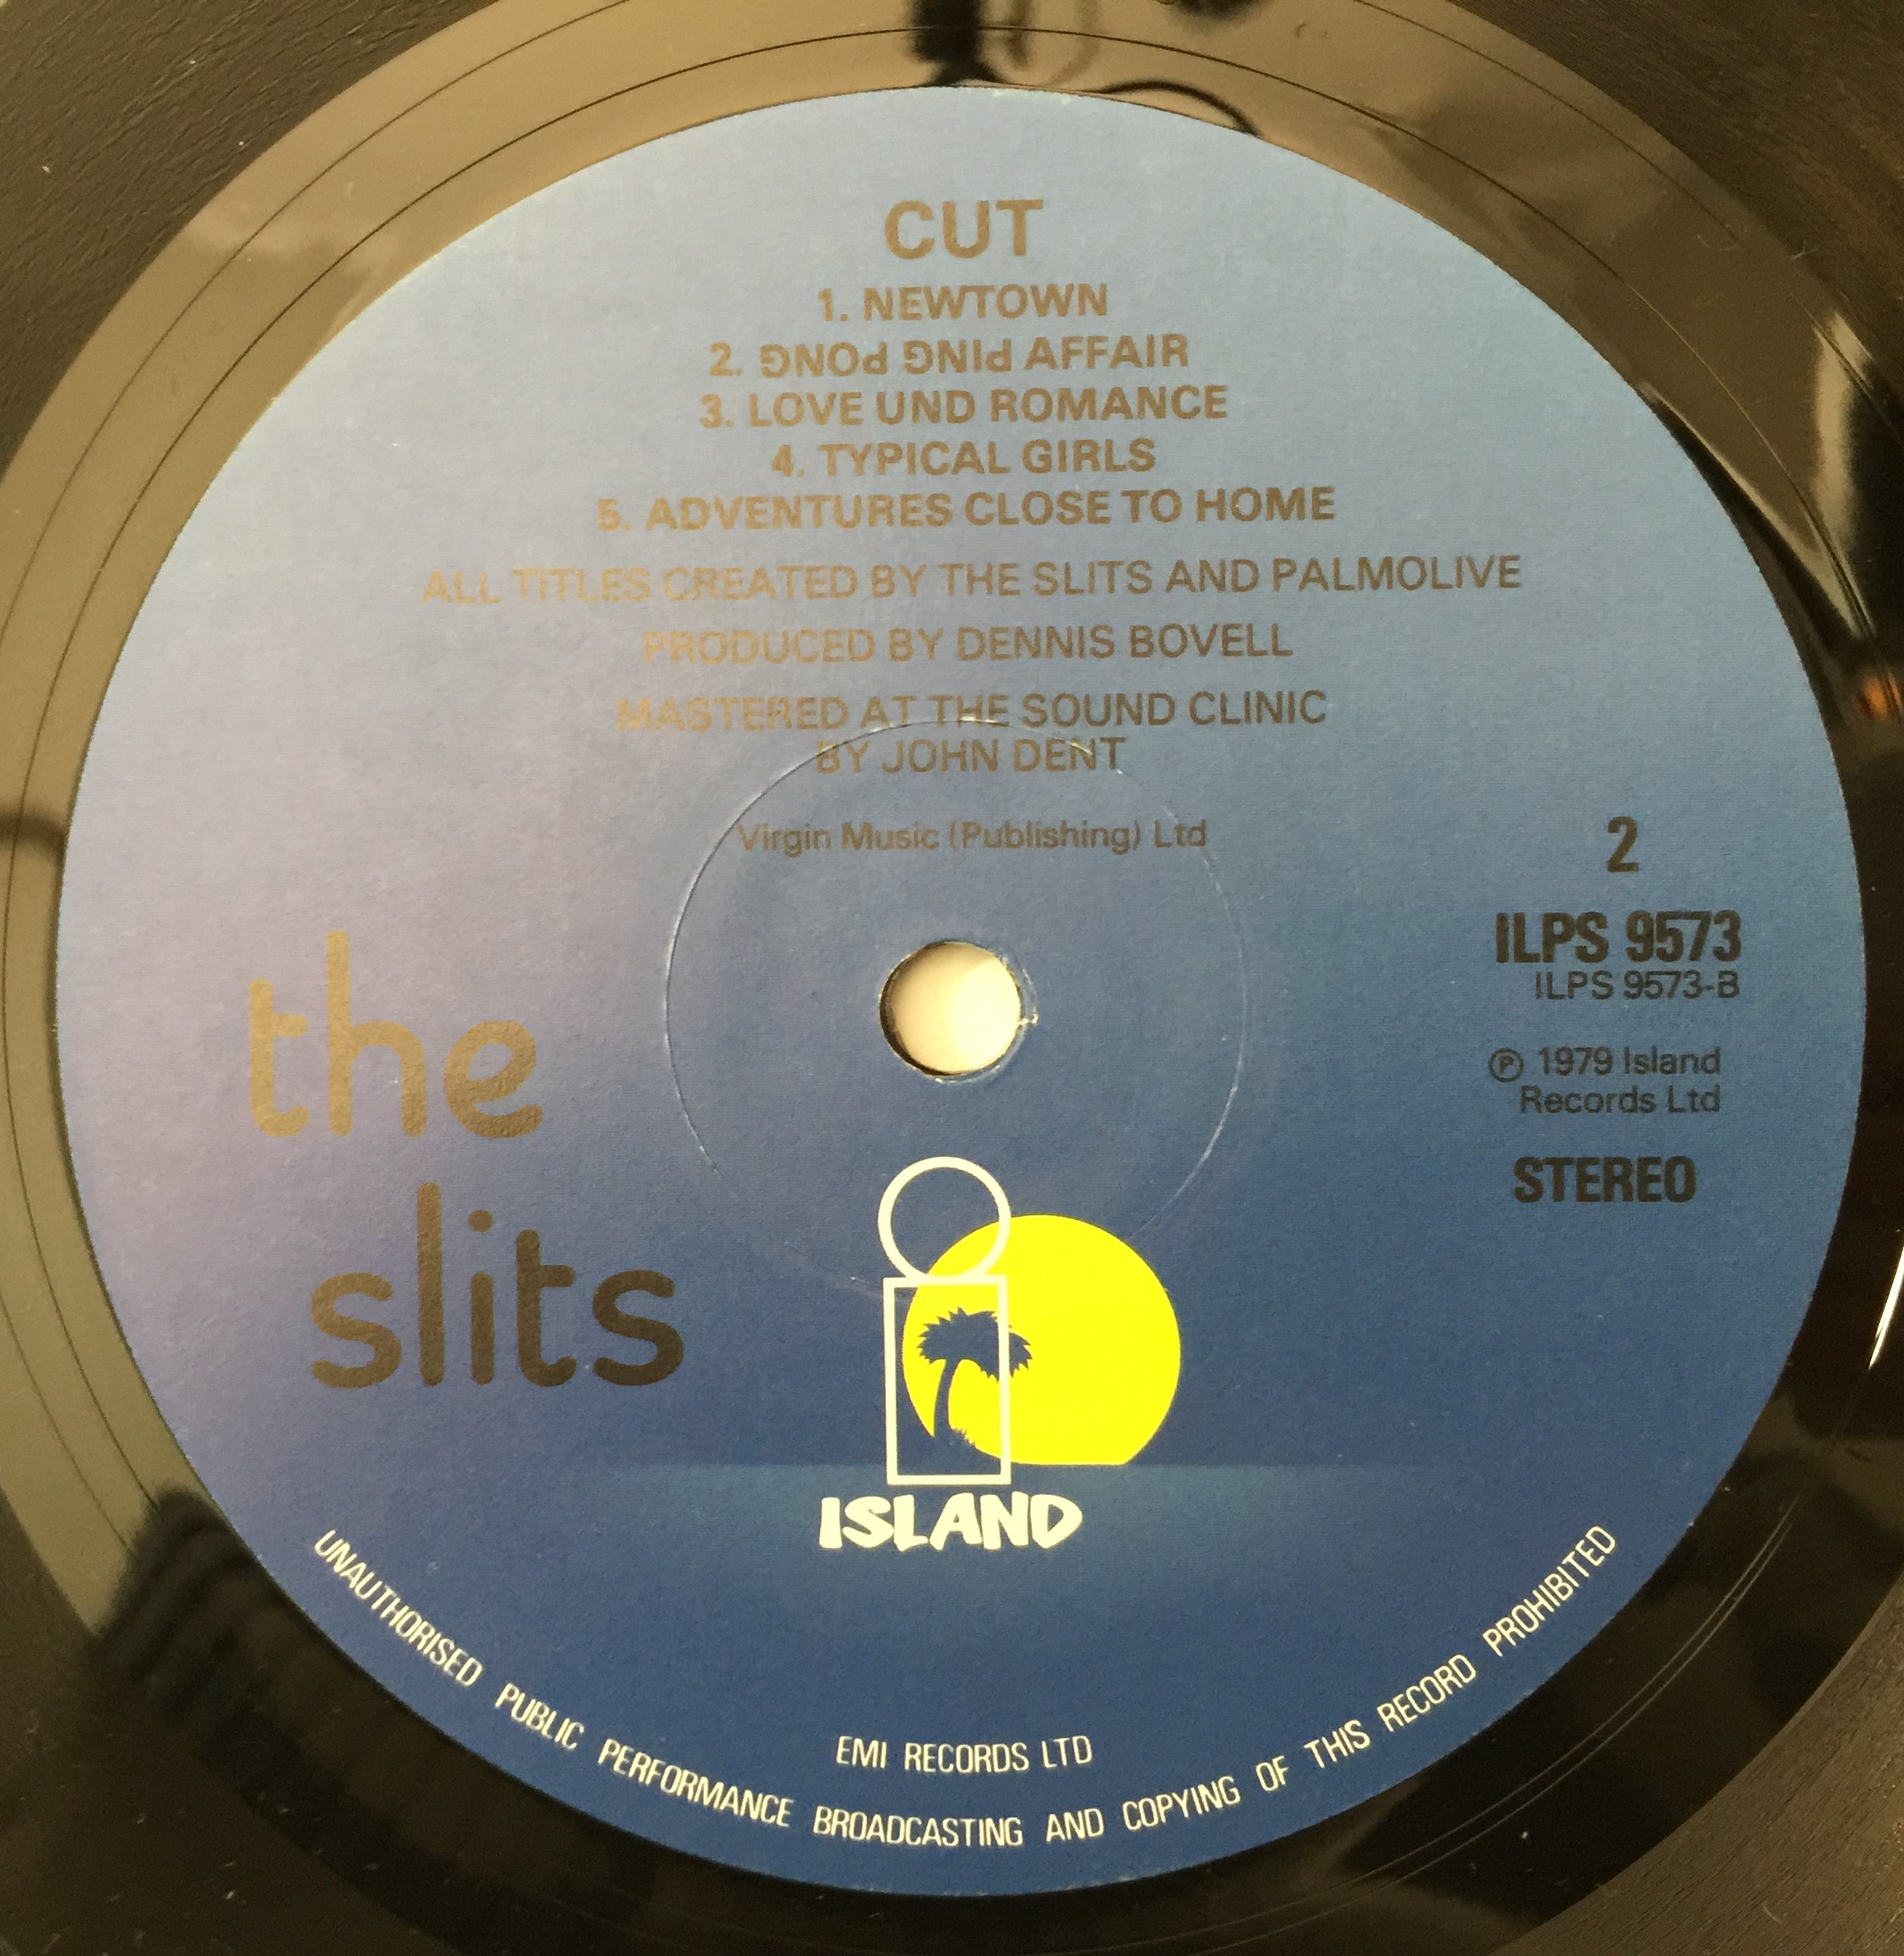 CUT
1. NEWTOWN
2. PING PONG AFFAIR
3. LOVE UND ROMANCE
4. TYPICAL GIRLS
5. ADVENTURES CLOSE TO HOME
ALL TITLES CREATED BY THE SLITS AND PALMOLIVE
PRODUCED BY DENNIS BOVELL
MASTERED AT THE SOUND CLINIC
BY JOHN DENT
Virgin Music (Publishing) Ltd
2
ILPS 9573
ILPS 9573-B
℗ 1979 Island
Records Ltd
STEREO
the
slits
ISLAND
EMI RECORDS LTD
UNAUTHORISED PUBLIC PERFORMANCE BROADCASTING AND COPYING OF THIS RECORD PROHIBITED